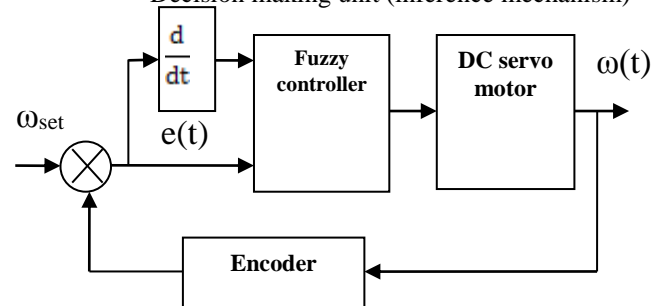 Decision making unit (inference mechanism)
d
dt
Fuzzy
controller
DC servo
motor
ω(t)
ωset
e(t)
Encoder